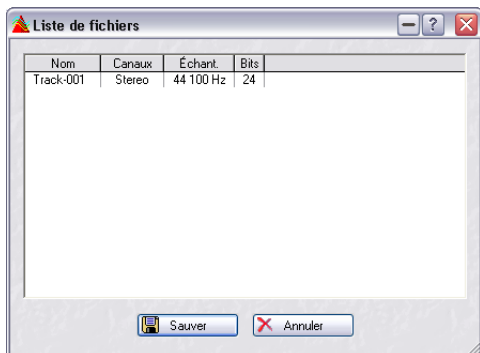 Liste de fichiers
Nom Canaux Échant. Bits
Track-001 Stereo 44 100 Hz 24
Sauver Annuler